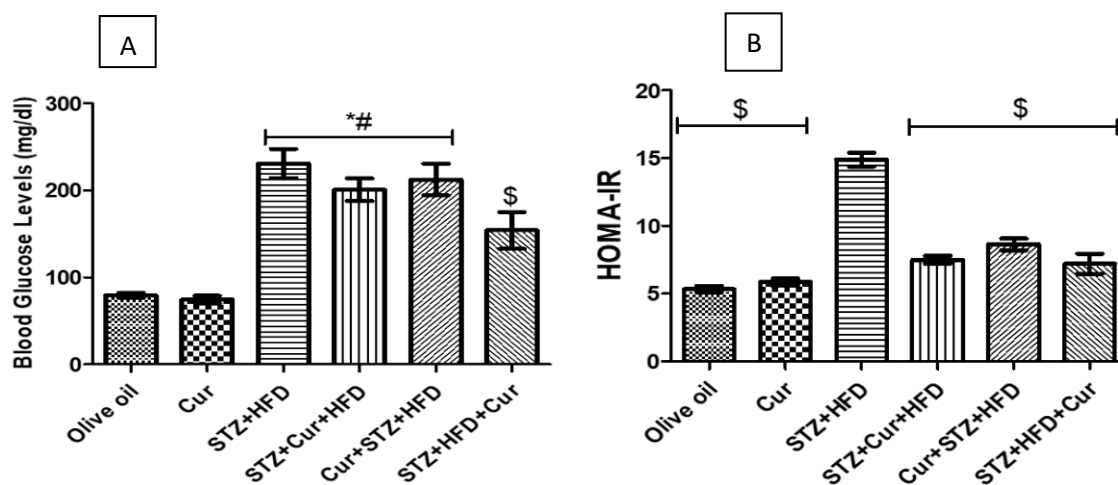 A
Blood Glucose Levels (mg/dl)
300
200
100
0
*#
$
Olive oil
Cur
STZ+HFD
STZ+Cur+HFD
Cur+STZ+HFD
STZ+HFD+Cur
B
HOMA-IR
20
15
10
5
0
$
$
Olive oil
Cur
STZ+HFD
STZ+Cur+HFD
Cur+STZ+HFD
STZ+HFD+Cur